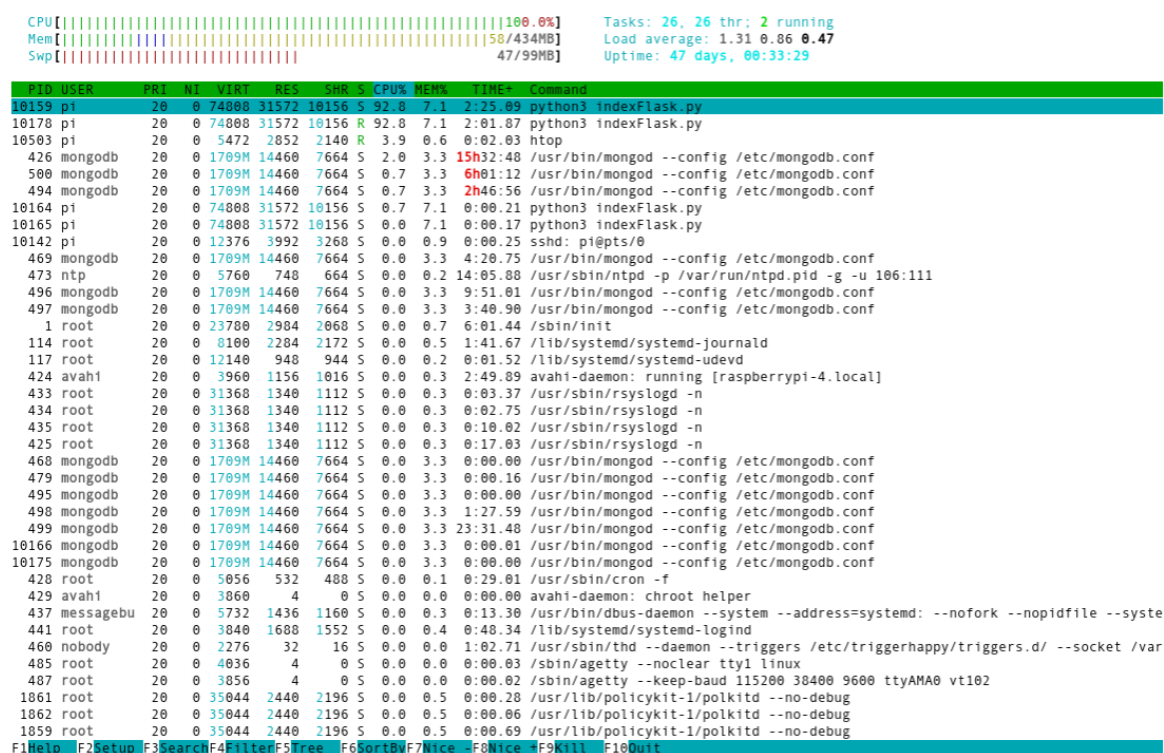 CPU[||||||||||||||||||||||||||||||||||||||||||||||||||||||100.0%]
Mem[||||||||||||||||||||||||||||||||||||||||||||||||||||58/434MB]
Swp[||||||||||||||||||||||||||||| 47/99MB]
Tasks: 26, 26 thr; 2 running
Load average: 1.31 0.86 0.47
Uptime: 47 days, 00:33:29
PID USER PRI NI VIRT RES SHR S CPU% MEM% TIME+ Command
10159 pi 20 0 74808 31572 10156 S 92.8 7.1 2:25.09 python3 indexFlask.py
10178 pi 20 0 74808 31572 10156 R 92.8 7.1 2:01.87 python3 indexFlask.py
10503 pi 20 0 5472 2852 2140 R 3.9 0.6 0:02.03 htop
426 mongodb 20 0 1709M 14460 7664 S 2.0 3.3 15h32:48 /usr/bin/mongod --config /etc/mongodb.conf
500 mongodb 20 0 1709M 14460 7664 S 0.7 3.3 6h01:12 /usr/bin/mongod --config /etc/mongodb.conf
494 mongodb 20 0 1709M 14460 7664 S 0.7 3.3 2h46:56 /usr/bin/mongod --config /etc/mongodb.conf
10164 pi 20 0 74808 31572 10156 S 0.7 7.1 0:00.21 python3 indexFlask.py
10165 pi 20 0 74808 31572 10156 S 0.0 7.1 0:00.17 python3 indexFlask.py
10142 pi 20 0 12376 3992 3268 S 0.0 0.9 0:00.25 sshd: pi@pts/0
469 mongodb 20 0 1709M 14460 7664 S 0.0 3.3 4:20.75 /usr/bin/mongod --config /etc/mongodb.conf
473 ntp 20 0 5760 748 664 S 0.0 0.2 14:05.88 /usr/sbin/ntpd -p /var/run/ntpd.pid -g -u 106:111
496 mongodb 20 0 1709M 14460 7664 S 0.0 3.3 9:51.01 /usr/bin/mongod --config /etc/mongodb.conf
497 mongodb 20 0 1709M 14460 7664 S 0.0 3.3 3:40.90 /usr/bin/mongod --config /etc/mongodb.conf
1 root 20 0 23780 2984 2068 S 0.0 0.7 6:01.44 /sbin/init
114 root 20 0 8100 2284 2172 S 0.0 0.5 1:41.67 /lib/systemd/systemd-journald
117 root 20 0 12140 948 944 S 0.0 0.2 0:01.52 /lib/systemd/systemd-udevd
424 avahi 20 0 3960 1156 1016 S 0.0 0.3 2:49.89 avahi-daemon: running [raspberrypi-4.local]
433 root 20 0 31368 1340 1112 S 0.0 0.3 0:03.37 /usr/sbin/rsyslogd -n
434 root 20 0 31368 1340 1112 S 0.0 0.3 0:02.75 /usr/sbin/rsyslogd -n
435 root 20 0 31368 1340 1112 S 0.0 0.3 0:10.02 /usr/sbin/rsyslogd -n
425 root 20 0 31368 1340 1112 S 0.0 0.3 0:17.03 /usr/sbin/rsyslogd -n
468 mongodb 20 0 1709M 14460 7664 S 0.0 3.3 0:00.00 /usr/bin/mongod --config /etc/mongodb.conf
479 mongodb 20 0 1709M 14460 7664 S 0.0 3.3 0:00.16 /usr/bin/mongod --config /etc/mongodb.conf
495 mongodb 20 0 1709M 14460 7664 S 0.0 3.3 0:00.00 /usr/bin/mongod --config /etc/mongodb.conf
498 mongodb 20 0 1709M 14460 7664 S 0.0 3.3 1:27.59 /usr/bin/mongod --config /etc/mongodb.conf
499 mongodb 20 0 1709M 14460 7664 S 0.0 3.3 23:31.48 /usr/bin/mongod --config /etc/mongodb.conf
10166 mongodb 20 0 1709M 14460 7664 S 0.0 3.3 0:00.01 /usr/bin/mongod --config /etc/mongodb.conf
10175 mongodb 20 0 1709M 14460 7664 S 0.0 3.3 0:00.00 /usr/bin/mongod --config /etc/mongodb.conf
428 root 20 0 5056 532 488 S 0.0 0.1 0:29.01 /usr/sbin/cron -f
429 avahi 20 0 3860 4 0 S 0.0 0.0 0:00.00 avahi-daemon: chroot helper
437 messagebu 20 0 5732 1436 1160 S 0.0 0.3 0:13.30 /usr/bin/dbus-daemon --system --address=systemd: --nofork --nopidfile --syste
441 root 20 0 3840 1688 1552 S 0.0 0.4 0:48.34 /lib/systemd/systemd-logind
460 nobody 20 0 2276 32 16 S 0.0 0.0 1:02.71 /usr/sbin/thd --daemon --triggers /etc/triggerhappy/triggers.d/ --socket /var
485 root 20 0 4036 4 0 S 0.0 0.0 0:00.03 /sbin/agetty --noclear tty1 linux
487 root 20 0 3856 4 0 S 0.0 0.0 0:00.02 /sbin/agetty --keep-baud 115200 38400 9600 ttyAMA0 vt102
1861 root 20 0 35044 2440 2196 S 0.0 0.5 0:00.28 /usr/lib/policykit-1/polkitd --no-debug
1862 root 20 0 35044 2440 2196 S 0.0 0.5 0:00.06 /usr/lib/policykit-1/polkitd --no-debug
1859 root 20 0 35044 2440 2196 S 0.0 0.5 0:00.69 /usr/lib/policykit-1/polkitd --no-debug
F1Help F2Setup F3SearchF4FilterF5Tree F6SortByF7Nice -F8Nice +F9Kill F10Quit